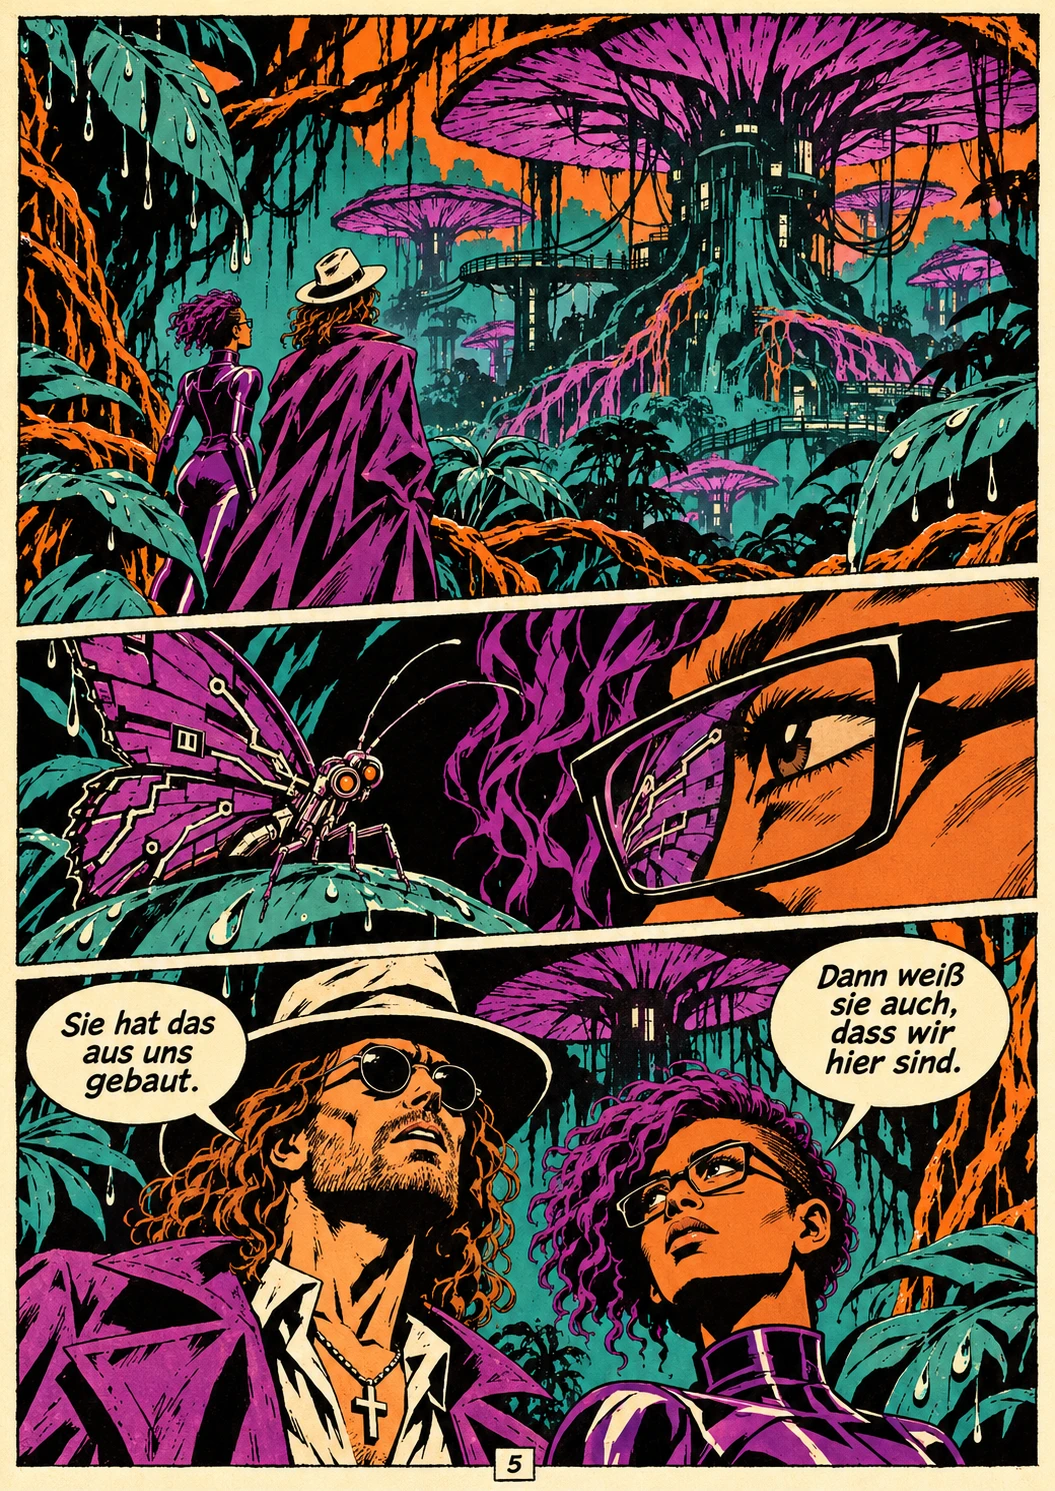 Sie hat das
aus uns
gebaut.
Dann weiß
sie auch,
dass wir
hier sind.
5